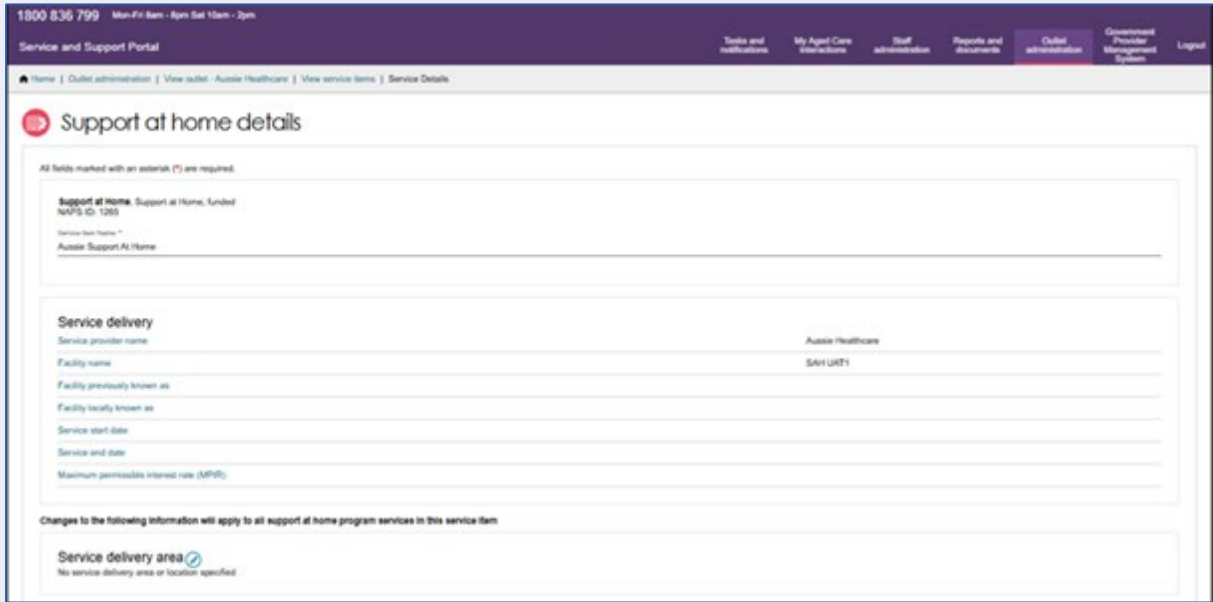 1800 836 799 Mon-Fri 8am - 8pm Sat 10am - 2pm
Service and Support Portal
Tasks and notifications
My Aged Care interactions
Staff administration
Reports and documents
Outlet administration
Government Provider Management System
Logout
Home | Outlet administration | View outlet - Aussie Healthcare | View service items | Service Details
Support at home details
All fields marked with an asterisk (*) are required.
Support at Home, Support at Home, funded
NAPS ID: 1265
Service Item Name *
Aussie Support At Home
Service delivery
Service provider name Aussie Healthcare
Facility name SAH UAT1
Facility previously known as
Facility locally known as
Service start date
Service end date
Maximum permissible interest rate (MPIR)
Changes to the following information will apply to all support at home program services in this service item
Service delivery area
No service delivery area or location specified